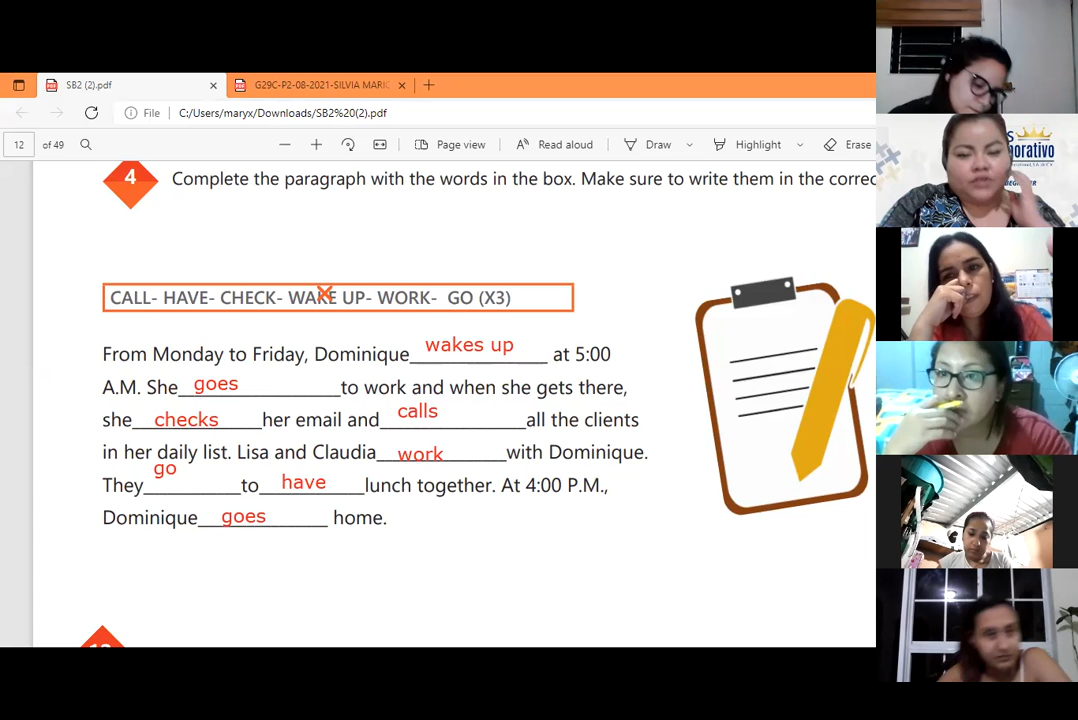 SB2 (2).pdf
G29C-P2-08-2021-SILVIA MARIC
File
C:/Users/maryx/Downloads/SB2%20(2).pdf
12 of 49
Page view
Read aloud
Draw
Highlight
Erase
4
Complete the paragraph with the words in the box. Make sure to write them in the correc
CALL- HAVE- CHECK- WAKE UP- WORK- GO (X3)
From Monday to Friday, Dominique wakes up at 5:00
A.M. She goes to work and when she gets there,
she checks her email and calls all the clients
in her daily list. Lisa and Claudia work with Dominique.
They go to have lunch together. At 4:00 P.M.,
Dominique goes home.
S
orativo